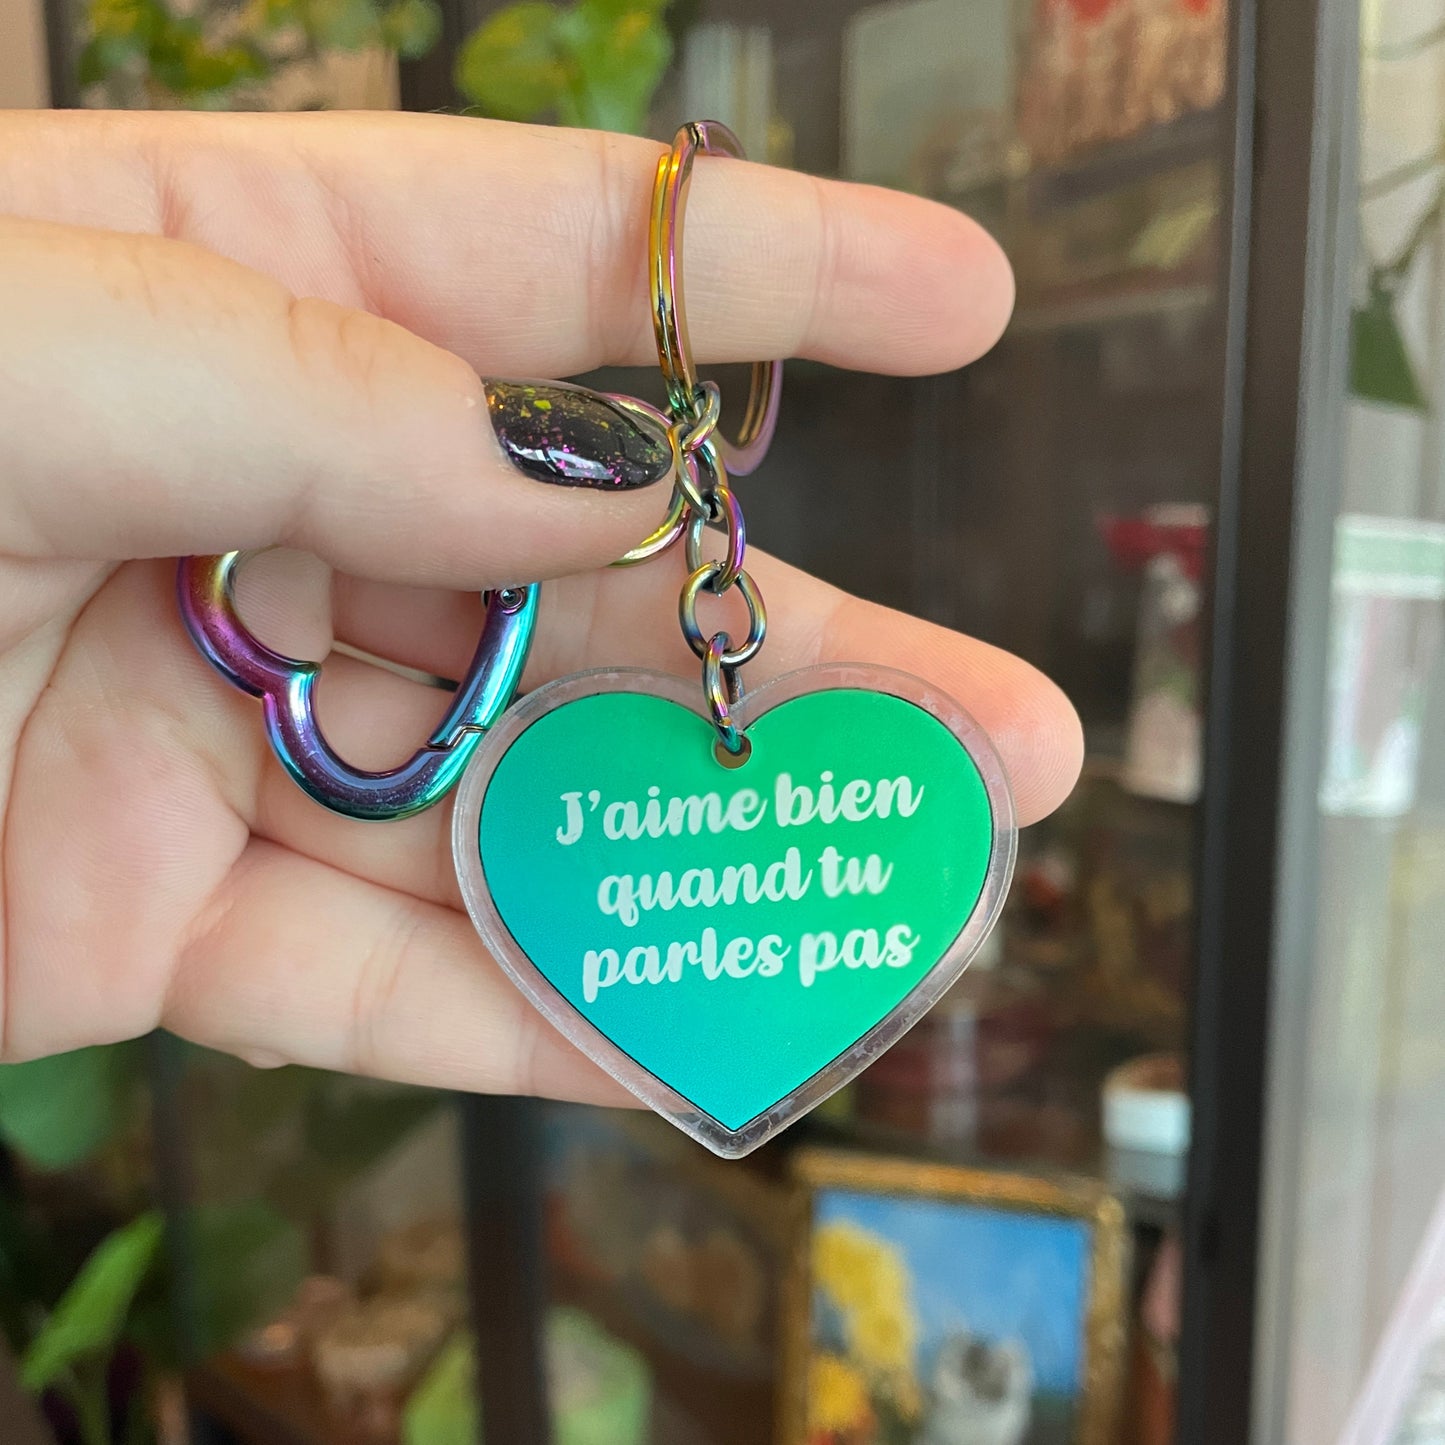 J'aime bien
quand tu
parles pas